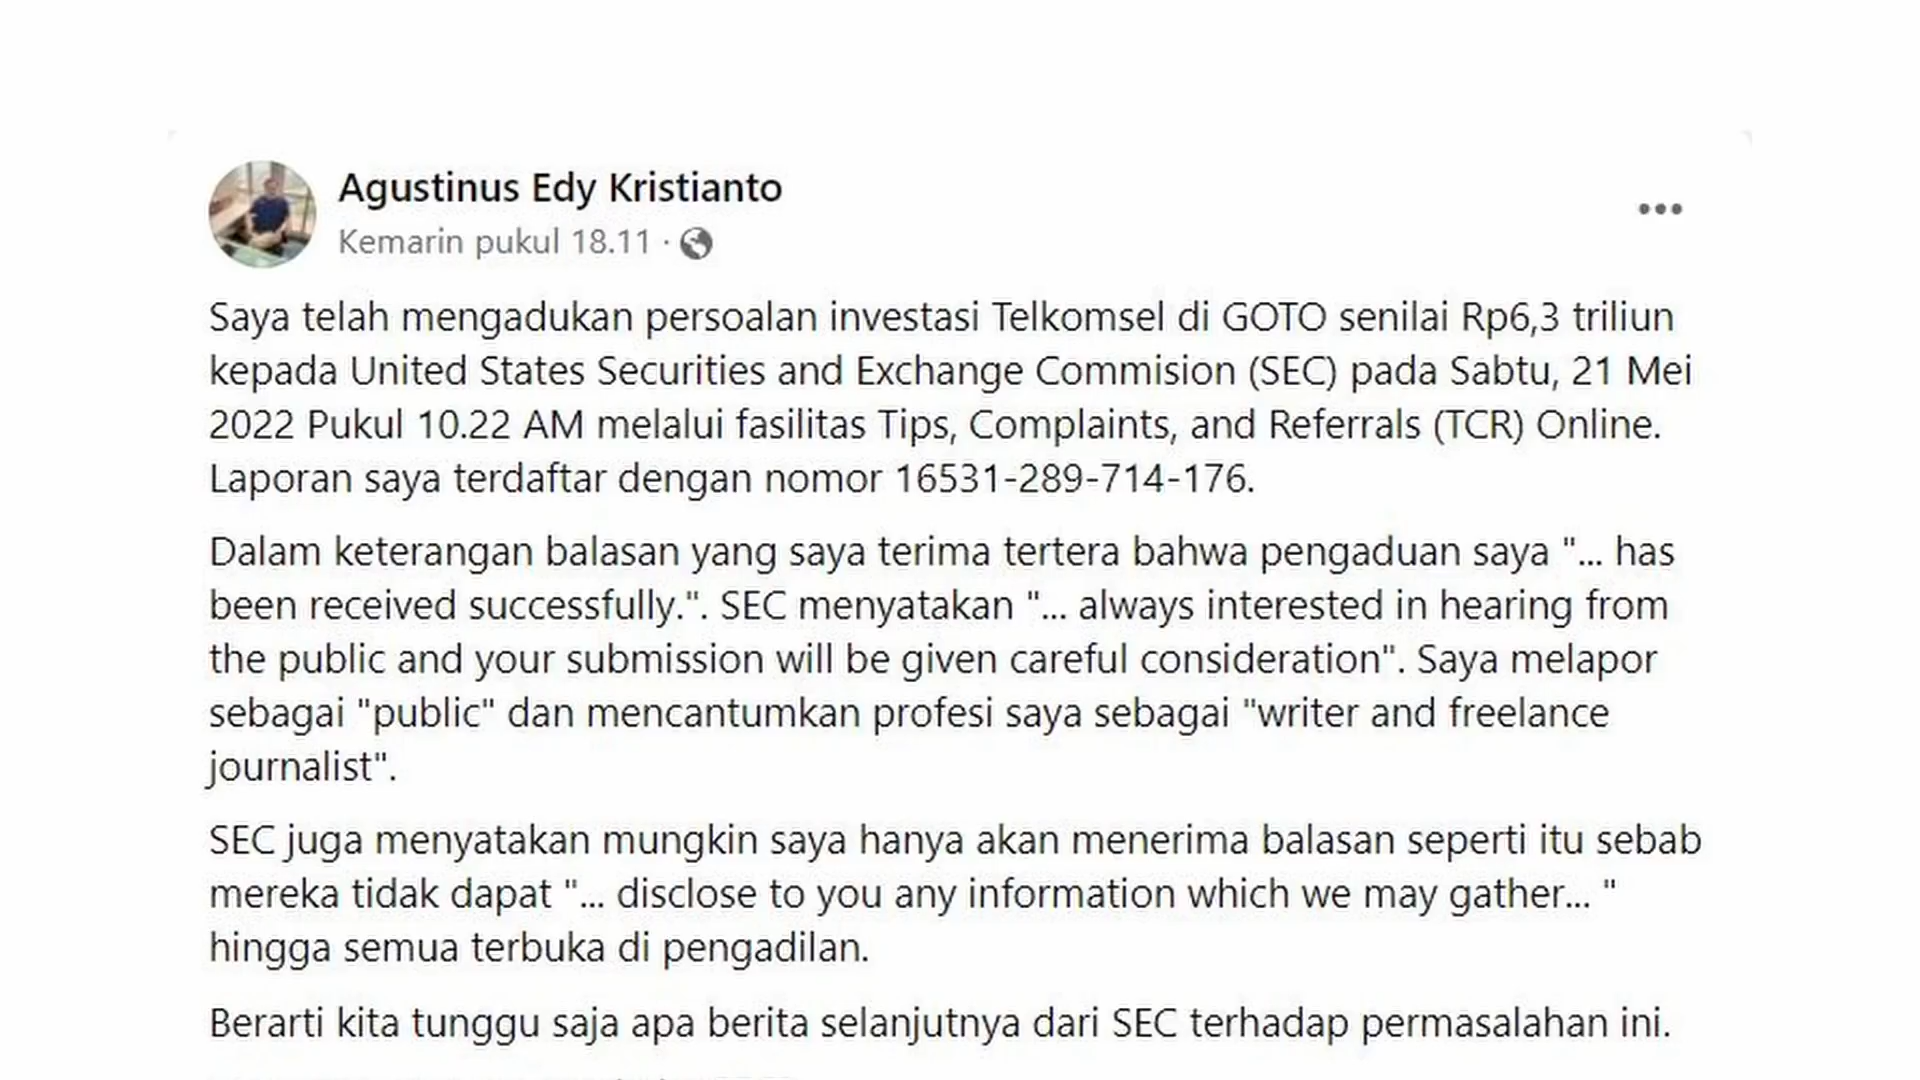 Agustinus Edy Kristianto
Kemarin pukul 18.11 ·
Saya telah mengadukan persoalan investasi Telkomsel di GOTO senilai Rp6,3 triliun
kepada United States Securities and Exchange Commision (SEC) pada Sabtu, 21 Mei
2022 Pukul 10.22 AM melalui fasilitas Tips, Complaints, and Referrals (TCR) Online.
Laporan saya terdaftar dengan nomor 16531-289-714-176.
Dalam keterangan balasan yang saya terima tertera bahwa pengaduan saya "... has
been received successfully.". SEC menyatakan "... always interested in hearing from
the public and your submission will be given careful consideration". Saya melapor
sebagai "public" dan mencantumkan profesi saya sebagai "writer and freelance
journalist".
SEC juga menyatakan mungkin saya hanya akan menerima balasan seperti itu sebab
mereka tidak dapat "... disclose to you any information which we may gather... "
hingga semua terbuka di pengadilan.
Berarti kita tunggu saja apa berita selanjutnya dari SEC terhadap permasalahan ini.